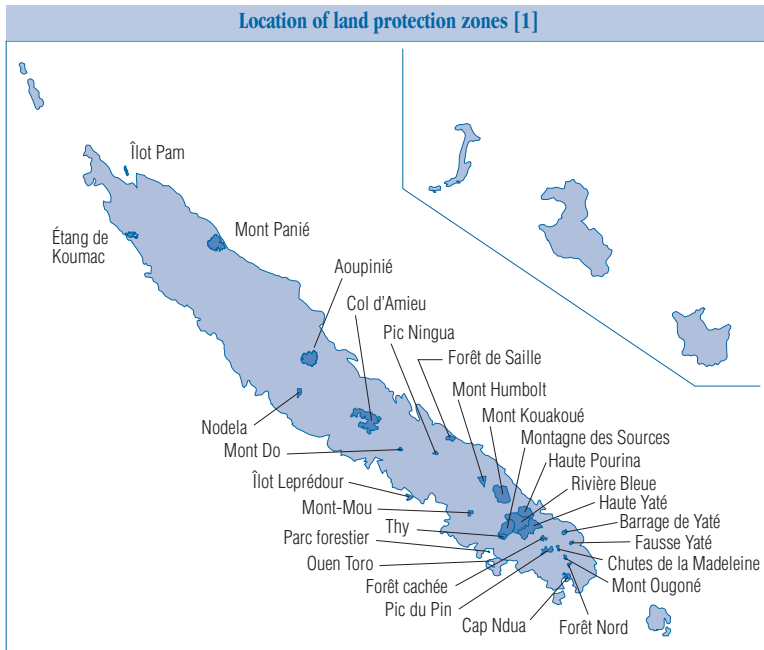 Location of land protection zones [1]
Îlot Pam
Étang de
Koumac
Mont Panié
Aoupinié
Col d'Amieu
Pic Ningua
Forêt de Saille
Mont Humbolt
Mont Kouakoué
Montagne des Sources
Haute Pourina
Rivière Bleue
Haute Yaté
Barrage de Yaté
Fausse Yaté
Chutes de la Madeleine
Mont Ougoné
Forêt Nord
Nodela
Mont Do
Îlot Leprédour
Mont-Mou
Thy
Parc forestier
Ouen Toro
Forêt cachée
Pic du Pin
Cap Ndua